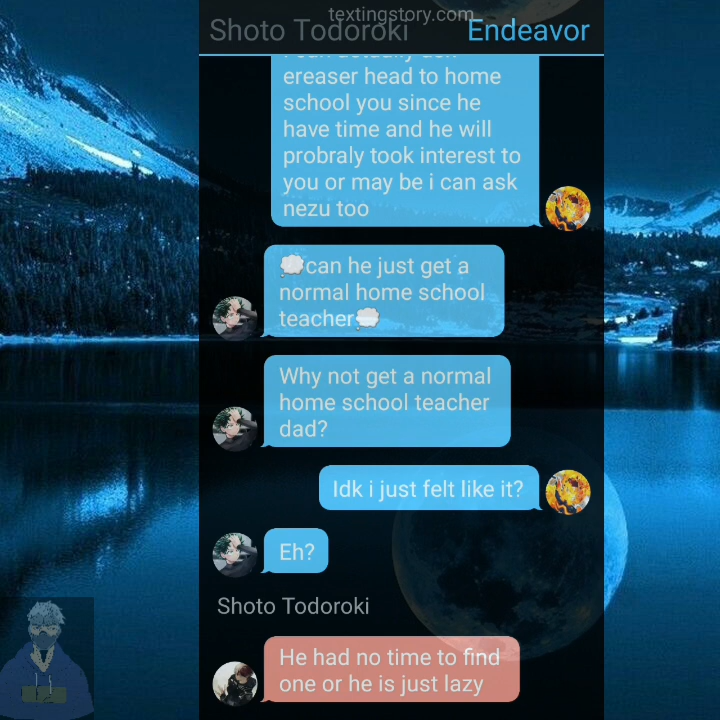 textingstory.com
Shoto Todoroki Endeavor
ereaser head to home
school you since he
have time and he will
probraly took interest to
you or may be i can ask
nezu too
💭can he just get a
normal home school
teacher💭
Why not get a normal
home school teacher
dad?
Idk i just felt like it?
Eh?
Shoto Todoroki
He had no time to find
one or he is just lazy